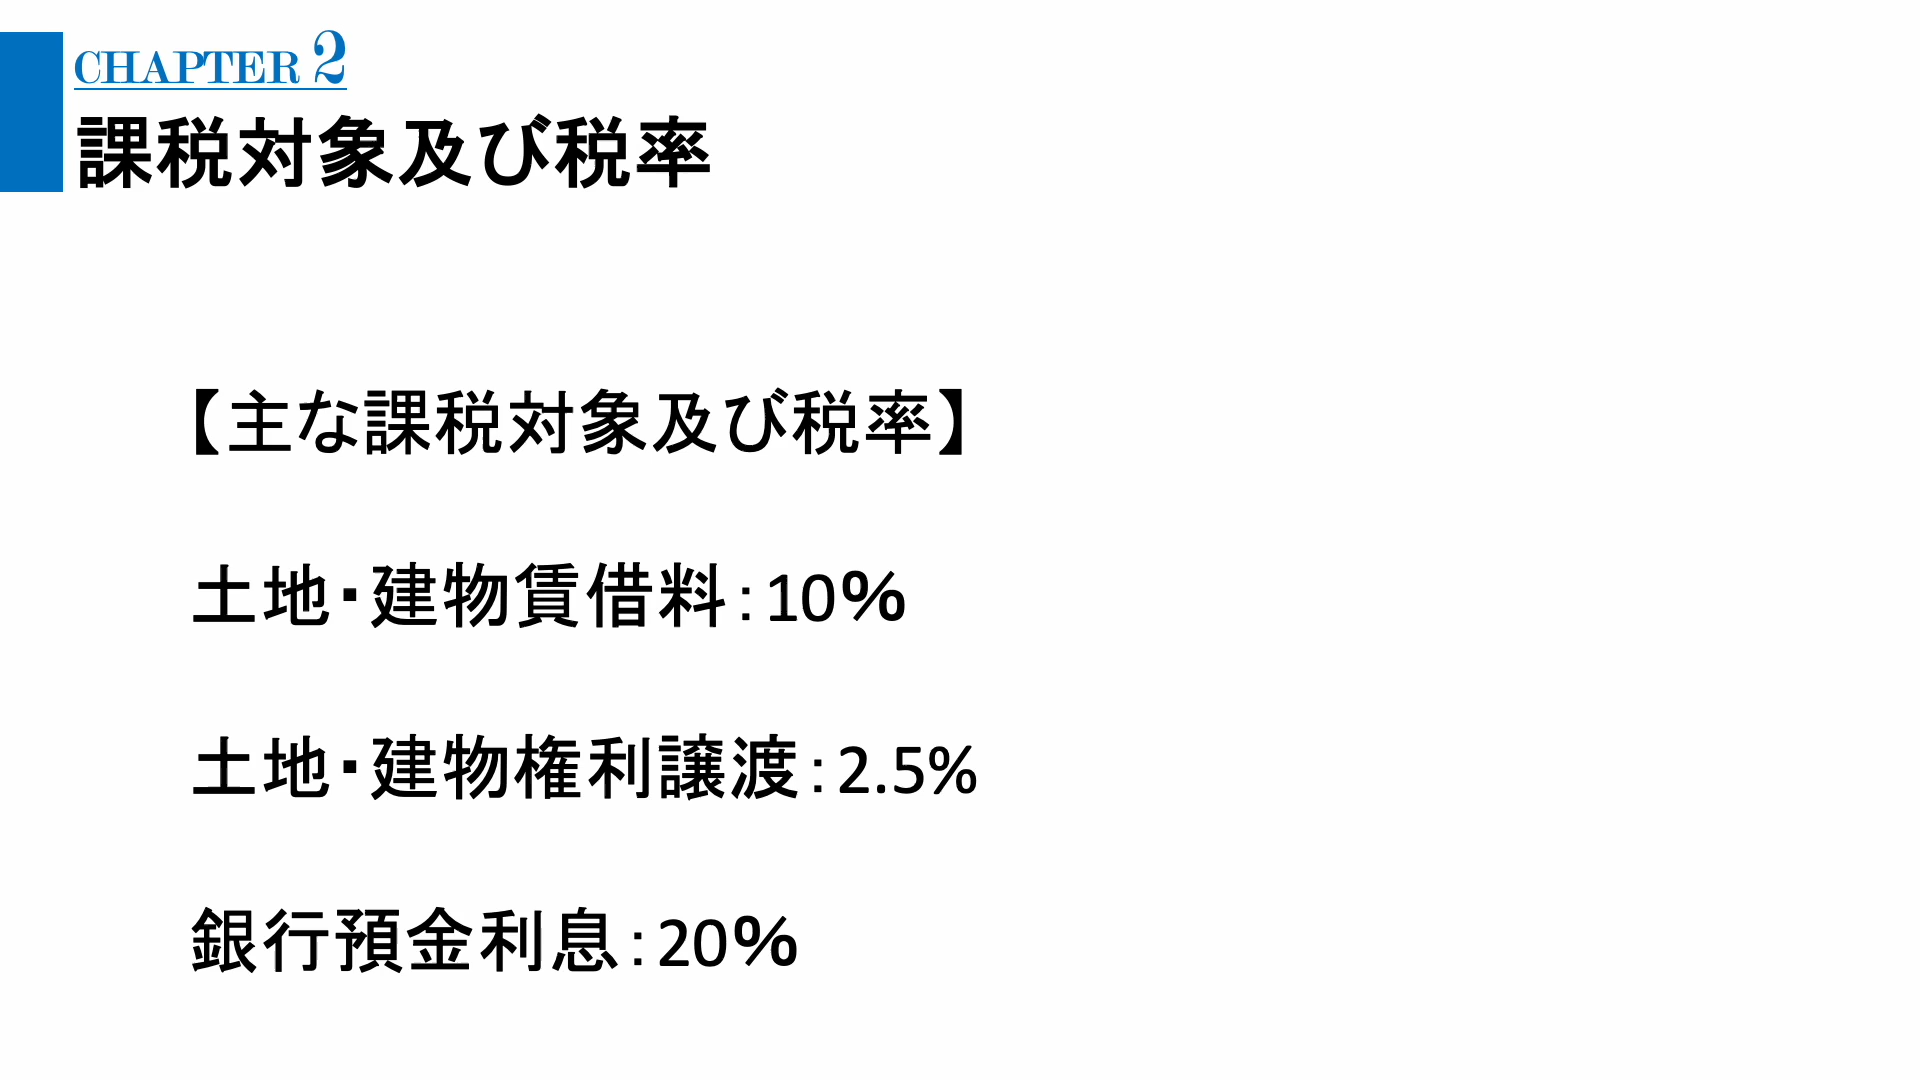 CHAPTER 2
課税対象及び税率
【主な課税対象及び税率】
土地・建物賃借料：10％
土地・建物権利譲渡：2.5%
銀行預金利息：20％